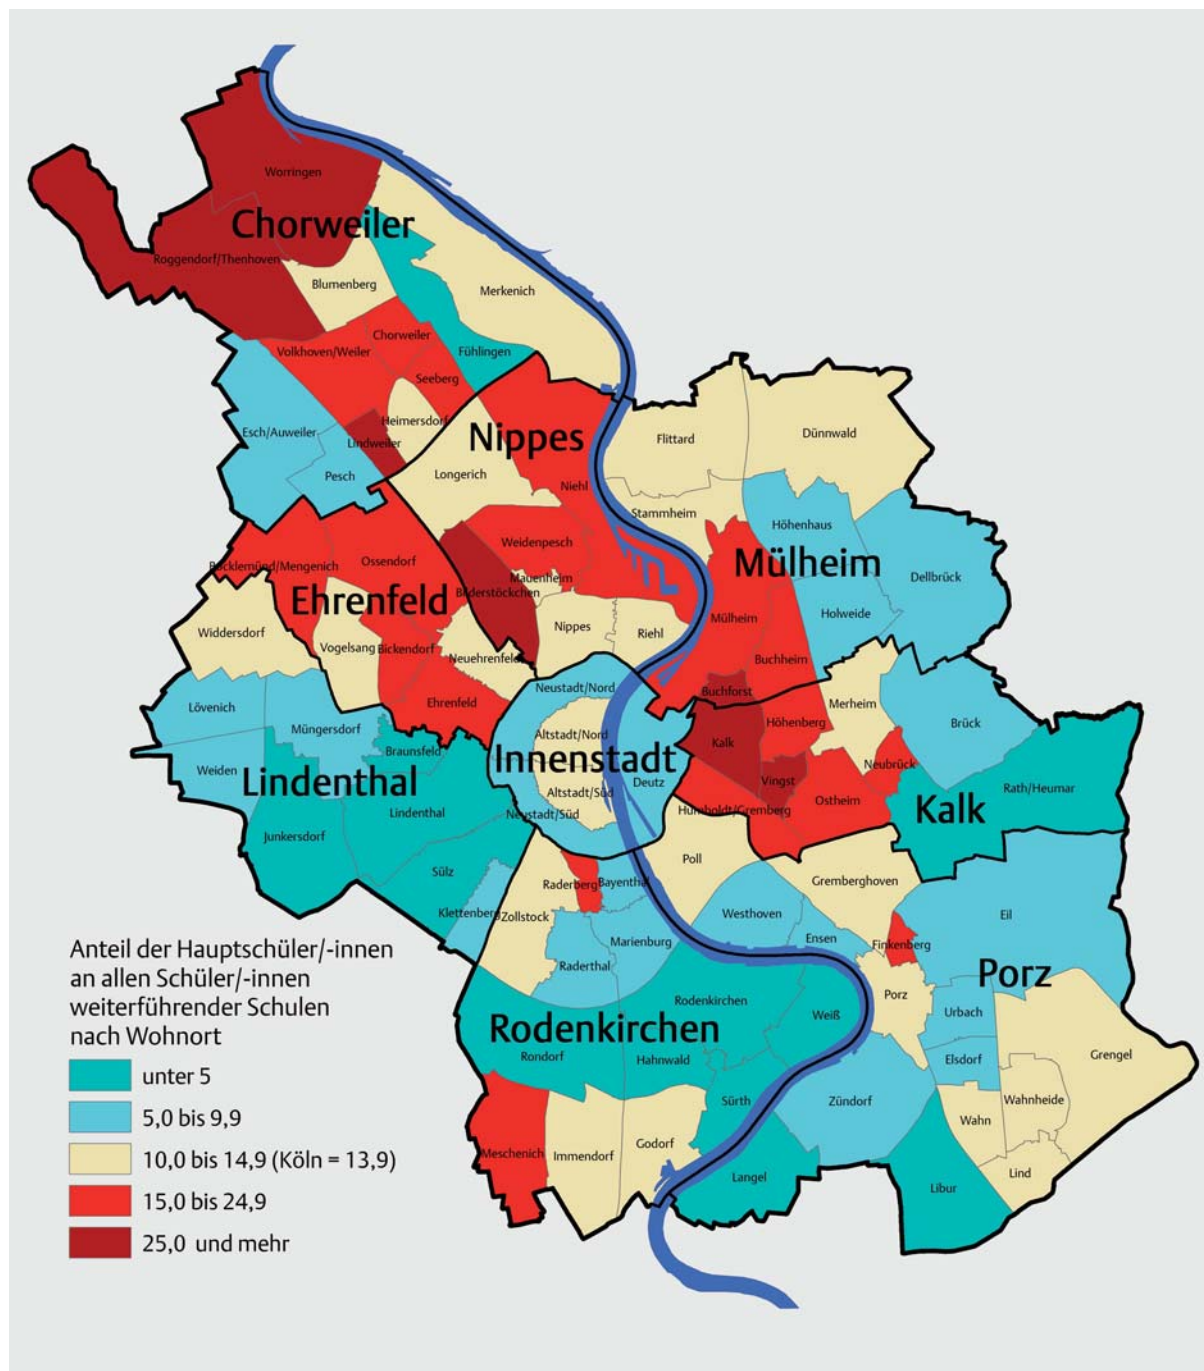 Worringen
Chorweiler
Roggendorf/Thenhoven
Blumenberg
Merkenich
Chorweiler
Volkhoven/Weiler
Fühlingen
Seeberg
Heimersdorf
Esch/Auweiler
Lindweiler
Pesch
Nippes
Longerich
Niehl
Flittard
Dünnwald
Stammheim
Höhenhaus
Mülheim
Dellbrück
Holweide
Weidenpesch
Mauenheim
Bilderstöckchen
Ossendorf
Bocklemünd/Mengenich
Ehrenfeld
Widdersdorf
Vogelsang
Bickendorf
Neuehrenfeld
Nippes
Riehl
Mülheim
Buchheim
Ehrenfeld
Neustadt/Nord
Buchforst
Merheim
Brück
Lövenich
Müngersdorf
Braunsfeld
Weiden
Lindenthal
Altstadt/Nord
Innenstadt
Deutz
Altstadt/Süd
Neustadt/Süd
Kalk
Höhenberg
Vingst
Neubrück
Ostheim
Humboldt/Gremberg
Kalk
Rath/Heumar
Junkersdorf
Lindenthal
Sülz
Klettenberg
Zollstock
Raderberg
Bayenthal
Poll
Gremberghoven
Westhoven
Ensen
Finkenberg
Eil
Marienburg
Raderthal
Porz
Porz
Rodenkirchen
Rodenkirchen
Weiß
Urbach
Elsdorf
Grengel
Rondorf
Hahnwald
Sürth
Zündorf
Wahn
Wahnheide
Meschenich
Immendorf
Godorf
Langel
Libur
Lind
Anteil der Hauptschüler/-innen
an allen Schüler/-innen
weiterführender Schulen
nach Wohnort
unter 5
5,0 bis 9,9
10,0 bis 14,9 (Köln = 13,9)
15,0 bis 24,9
25,0 und mehr